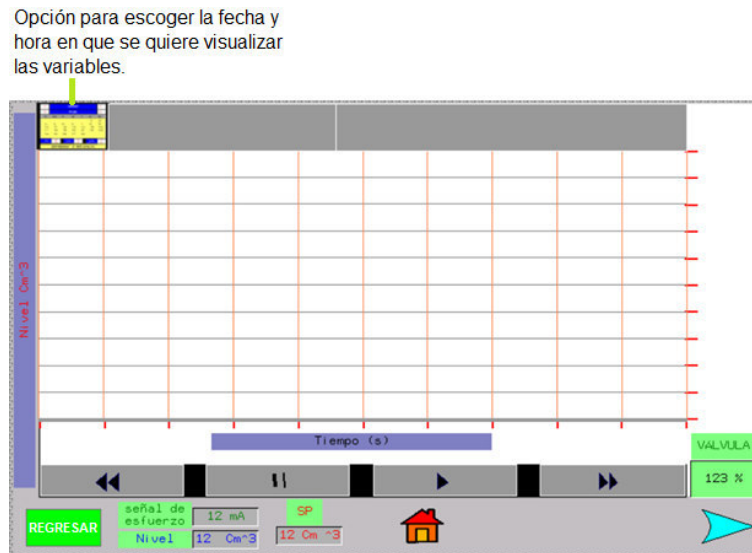 Opción para escoger la fecha y
hora en que se quiere visualizar
las variables.
Nivel Cm^3
Tiempo (s)
VALVULA
123 %
REGRESAR
señal de
esfuerzo
12 mA
SP
Nivel
12 Cm^3
12 Cm ^3